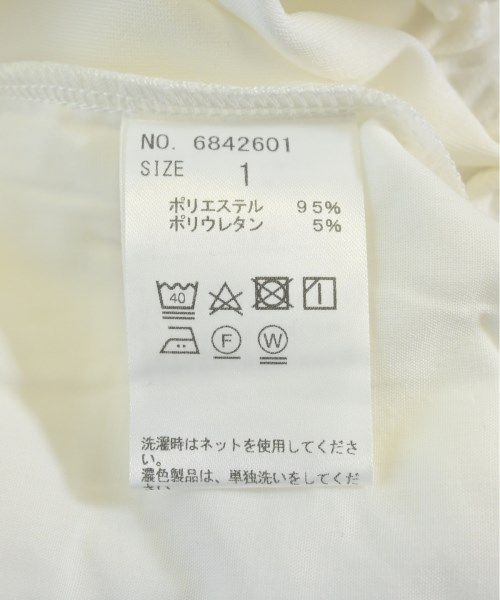 NO. 6842601
SIZE 1
ポリエステル 95%
ポリウレタン 5%
40
F W
洗濯時はネットを使用してくださ
い。
濃色製品は、単独洗いをしてくだ
さい。